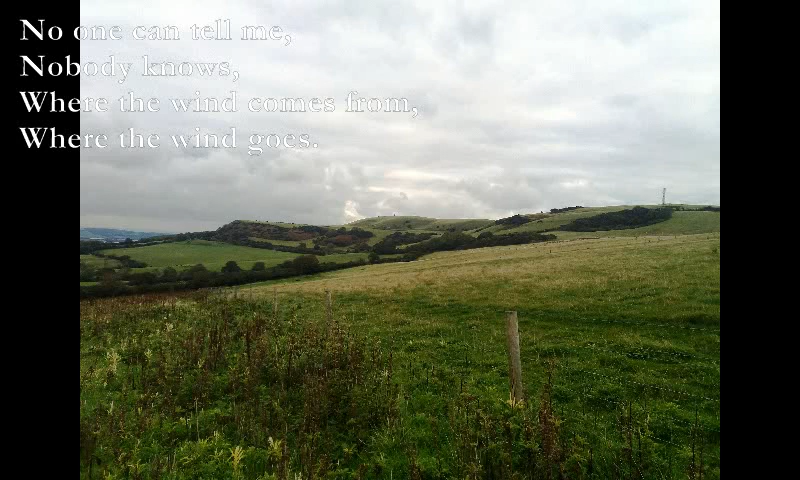 No one can tell me,
Nobody knows,
Where the wind comes from,
Where the wind goes.